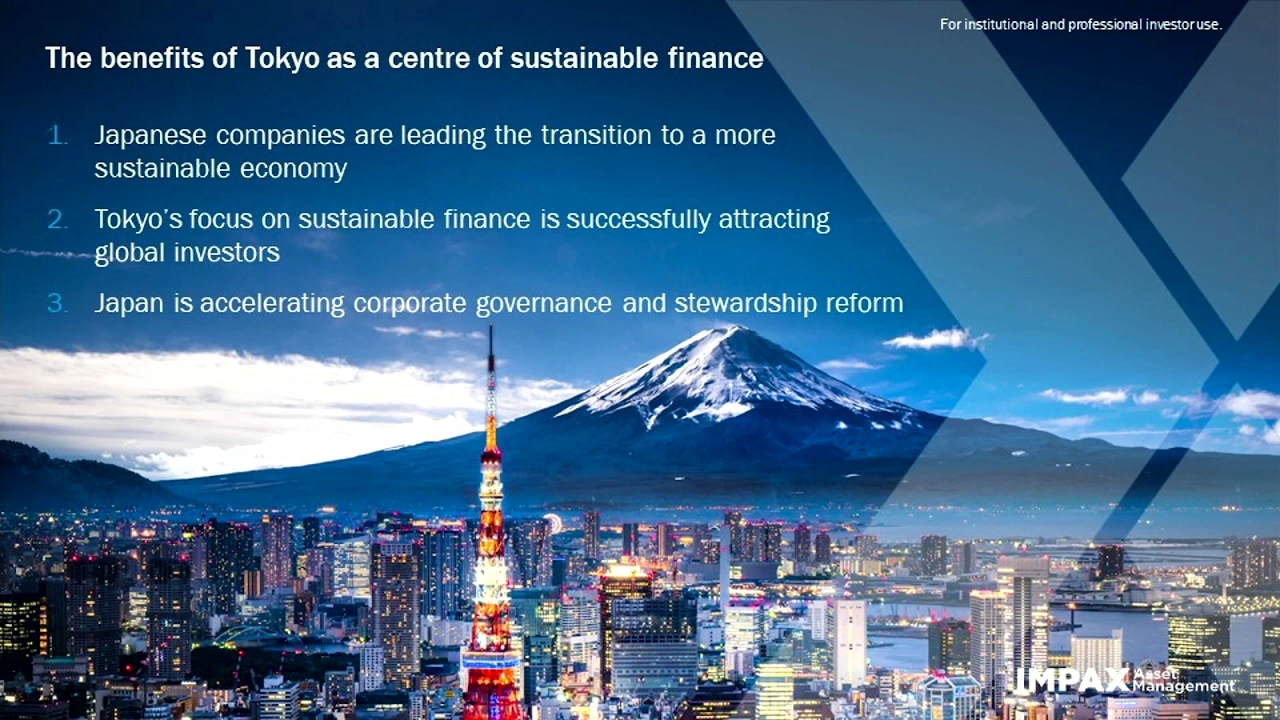 For institutional and professional investor use.
The benefits of Tokyo as a centre of sustainable finance
1. Japanese companies are leading the transition to a more
sustainable economy
2. Tokyo’s focus on sustainable finance is successfully attracting
global investors
3. Japan is accelerating corporate governance and stewardship reform
IMPAX Asset
Management